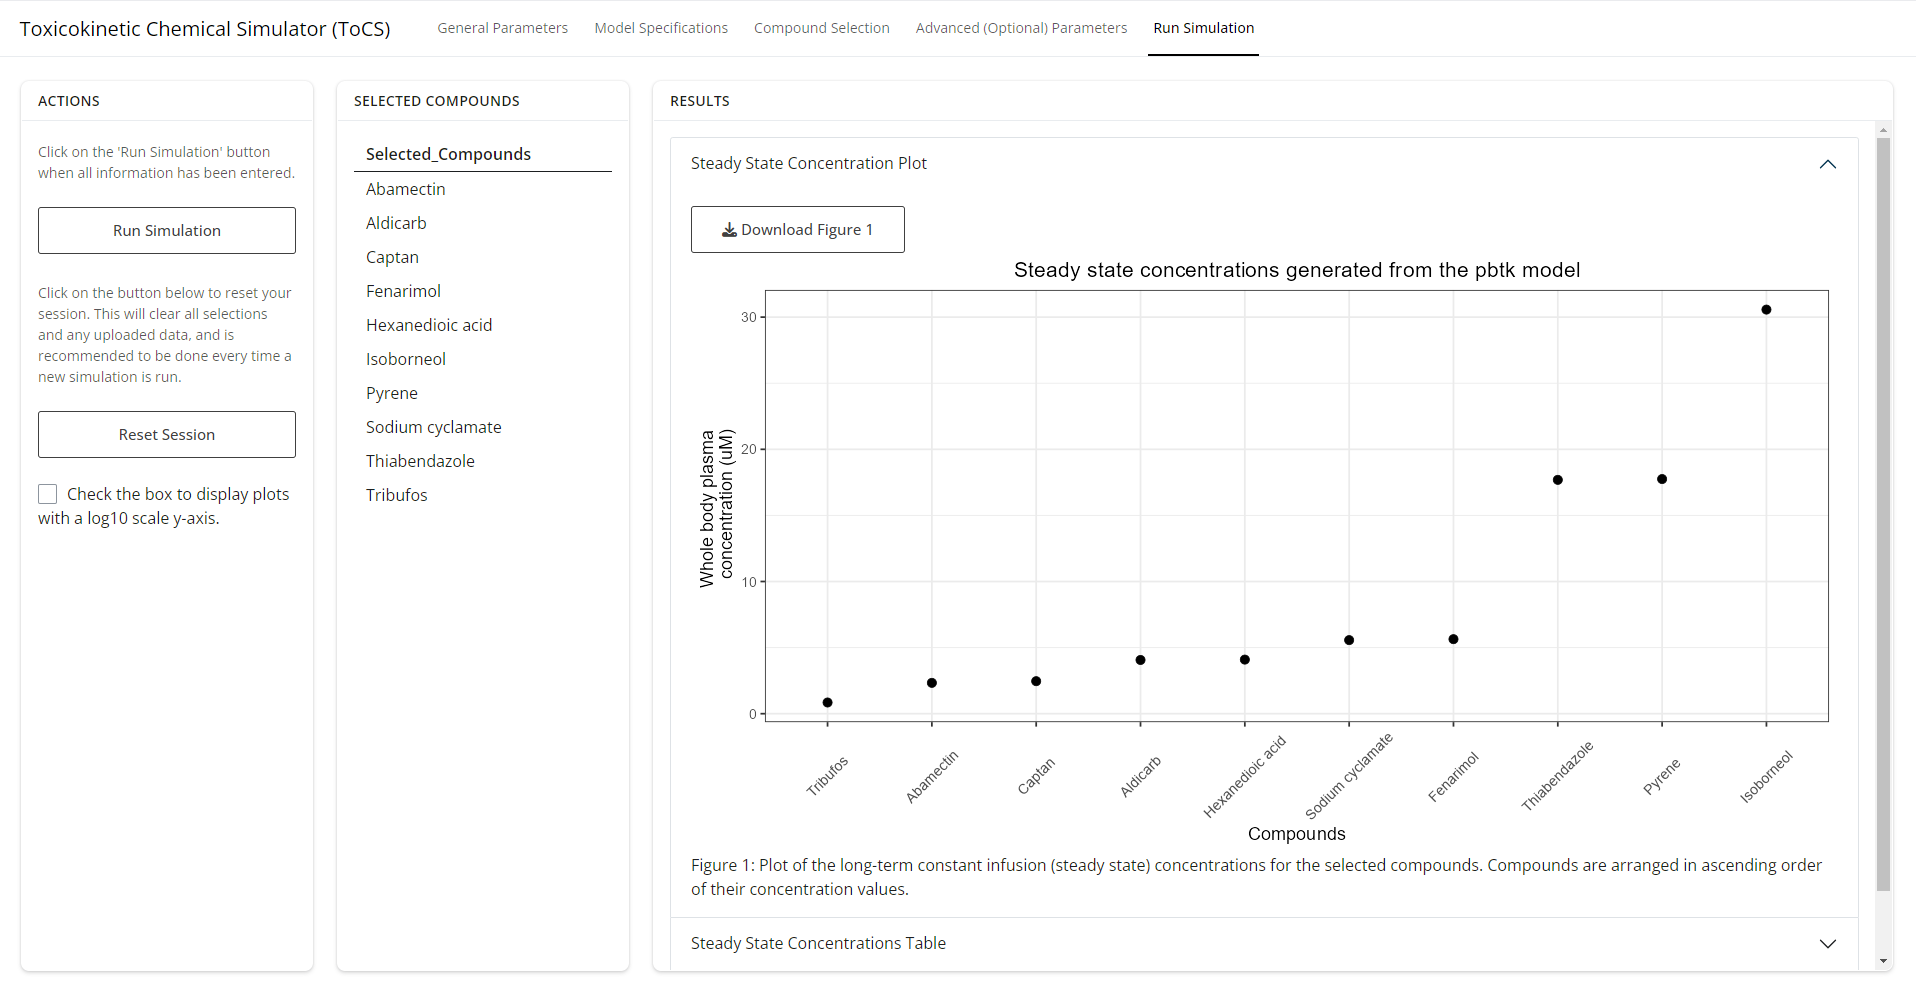 Toxicokinetic Chemical Simulator (ToCS)
General Parameters
Model Specifications
Compound Selection
Advanced (Optional) Parameters
Run Simulation
ACTIONS
Click on the 'Run Simulation' button
when all information has been entered.
Run Simulation
Click on the button below to reset your
session. This will clear all selections
and any uploaded data, and is
recommended to be done every time a
new simulation is run.
Reset Session
Check the box to display plots
with a log10 scale y-axis.
SELECTED COMPOUNDS
Selected_Compounds
Abamectin
Aldicarb
Captan
Fenarimol
Hexanedioic acid
Isoborneol
Pyrene
Sodium cyclamate
Thiabendazole
Tribufos
RESULTS
Steady State Concentration Plot
Download Figure 1
Steady state concentrations generated from the pbtk model
Whole body plasma
concentration (uM)
30
20
10
0
Tribufos
Abamectin
Captan
Aldicarb
Hexanedioic acid
Sodium cyclamate
Fenarimol
Thiabendazole
Pyrene
Isoborneol
Compounds
Figure 1: Plot of the long-term constant infusion (steady state) concentrations for the selected compounds. Compounds are arranged in ascending order
of their concentration values.
Steady State Concentrations Table